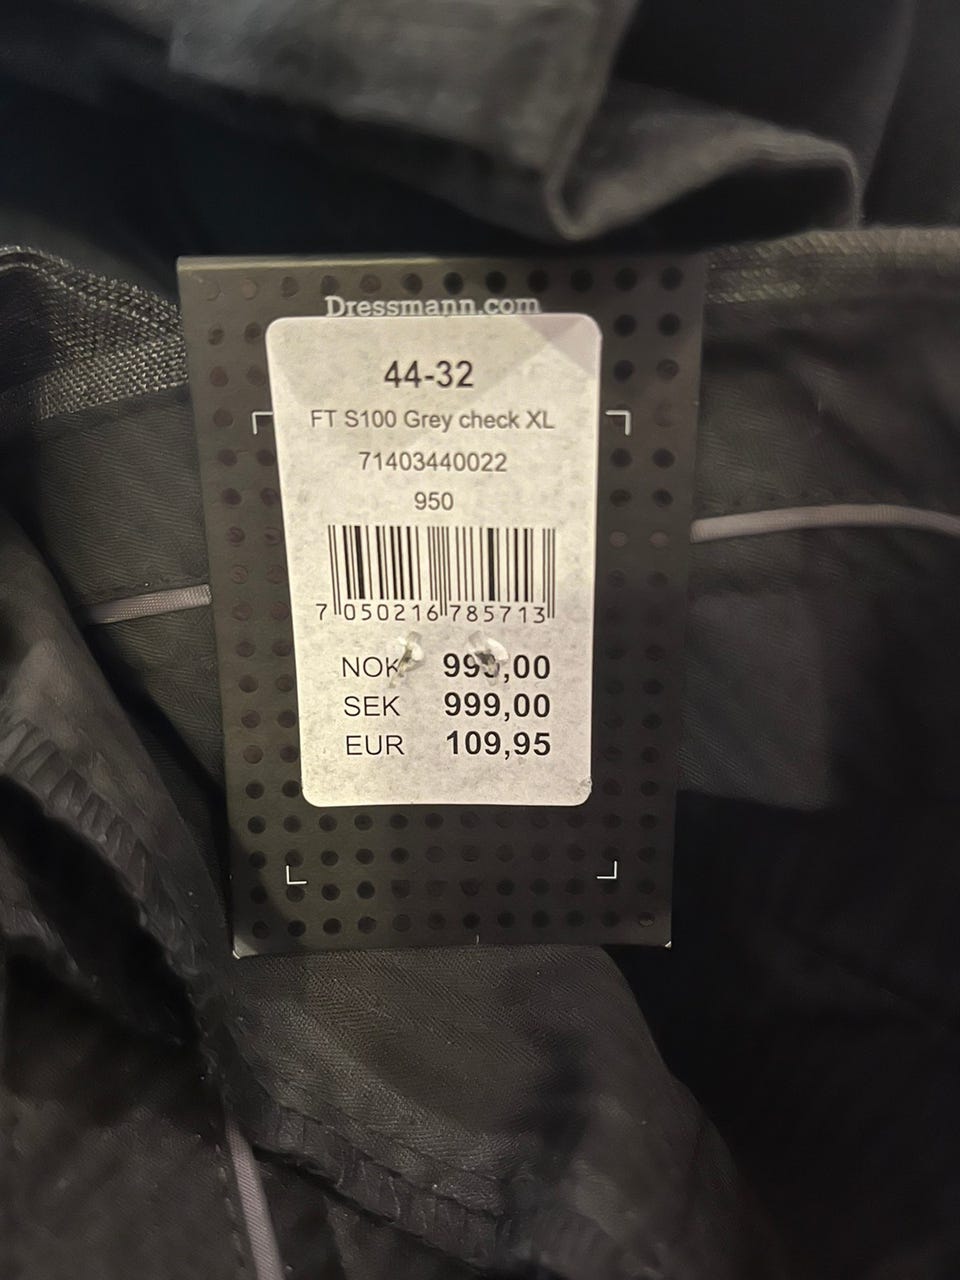 Dressmann.com
44-32
FT S100 Grey check XL
71403440022
950
7 050216 785713
NOK
SEK 999,00
EUR 109,95